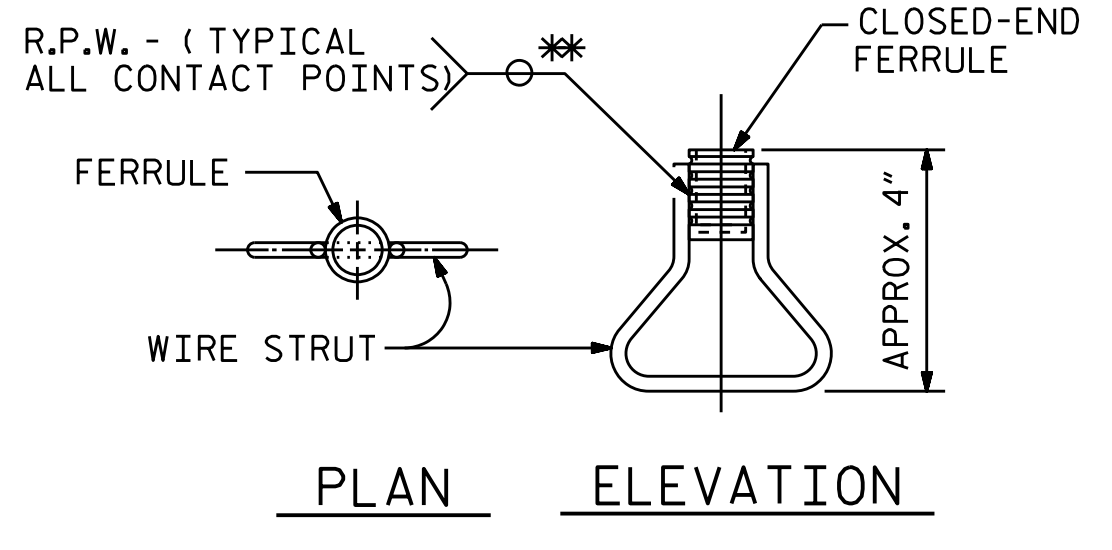 R.P.W. - ( TYPICAL
ALL CONTACT POINTS)
**
CLOSED-END
FERRULE
FERRULE
APPROX. 4"
WIRE STRUT
PLAN
ELEVATION